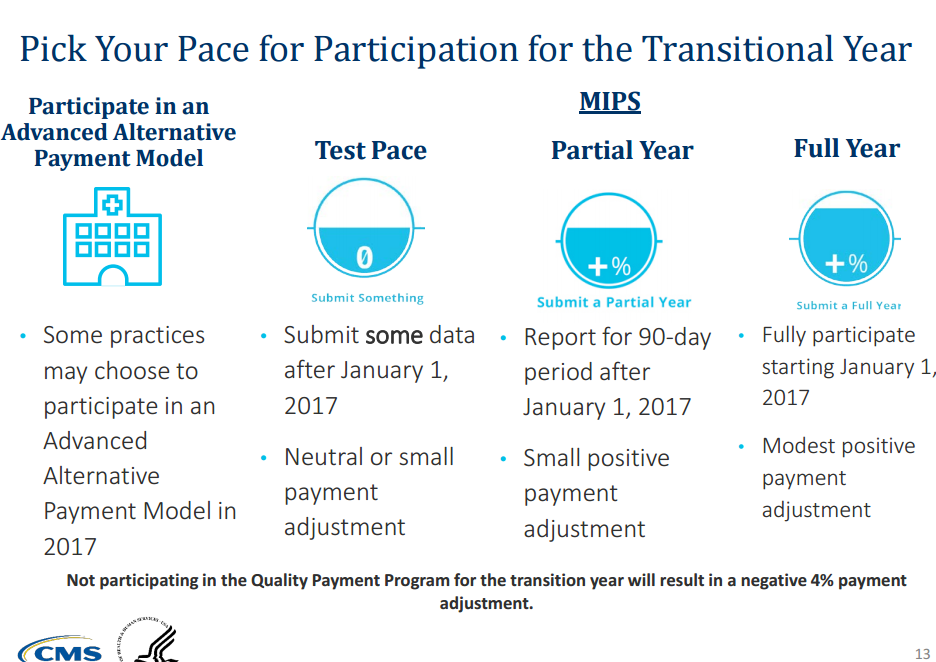 Pick Your Pace for Participation for the Transitional Year
Participate in an
Advanced Alternative
Payment Model
MIPS
Test Pace
Partial Year
Full Year
0
Submit Something
+%
Submit a Partial Year
+%
Submit a Full Year
• Some practices
may choose to
participate in an
Advanced
Alternative
Payment Model in
2017
• Submit some data
after January 1,
2017
• Neutral or small
payment
adjustment
• Report for 90-day
period after
January 1, 2017
• Small positive
payment
adjustment
• Fully participate
starting January 1,
2017
• Modest positive
payment
adjustment
Not participating in the Quality Payment Program for the transition year will result in a negative 4% payment
adjustment.
CMS
OF HEALTH & HUMAN SERVICES · USA
13